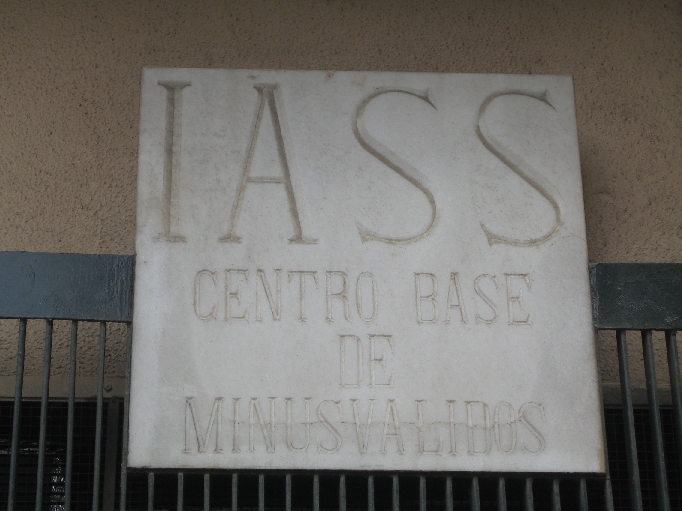 IASS
CENTRO BASE
DE
MINUSVALIDOS